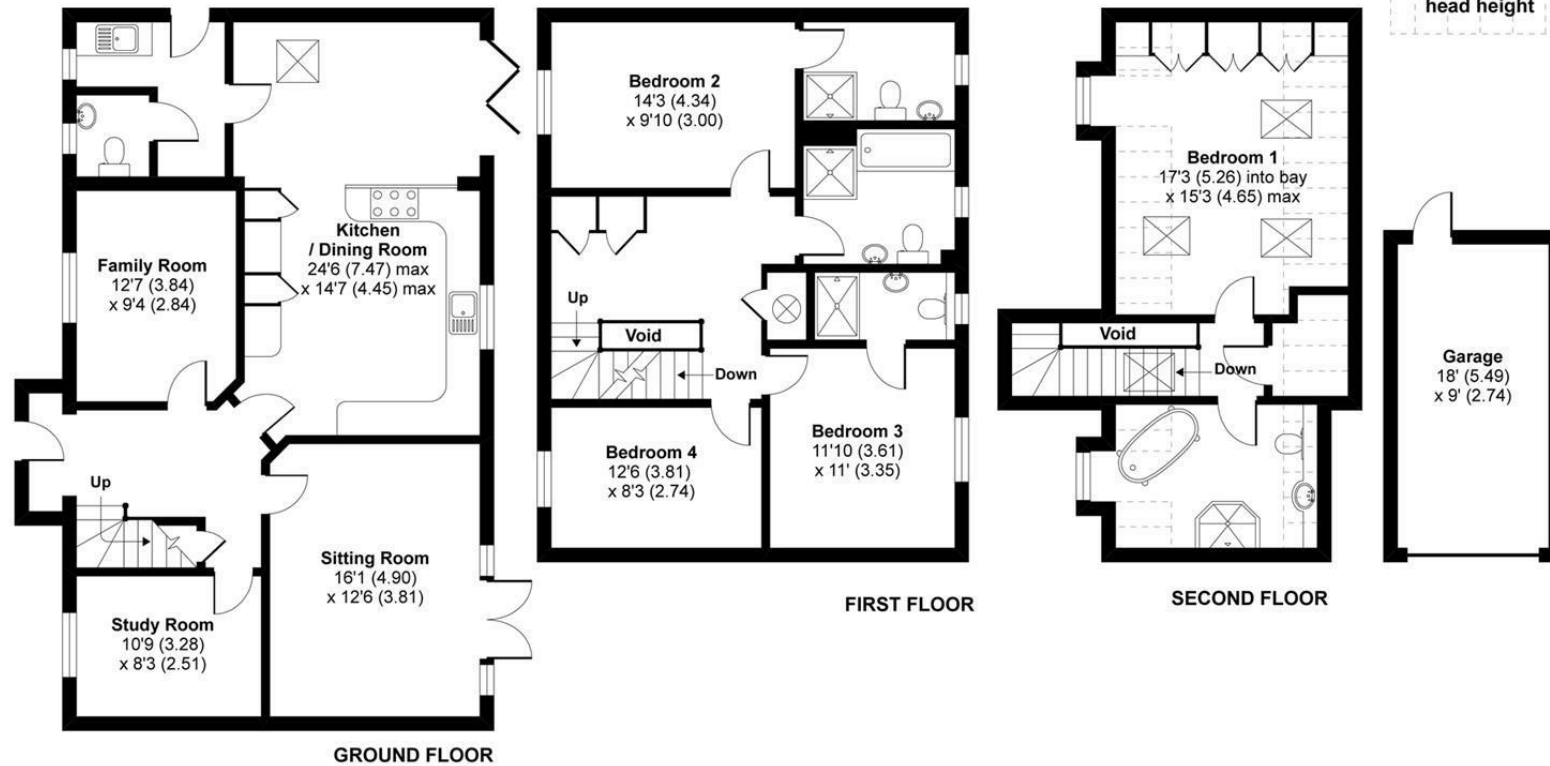 head height
Bedroom 2
14'3 (4.34)
x 9'10 (3.00)
Bedroom 1
17'3 (5.26) into bay
x 15'3 (4.65) max
Kitchen
/ Dining Room
24'6 (7.47) max
x 14'7 (4.45) max
Family Room
12'7 (3.84)
x 9'4 (2.84)
Up
Void
Down
Void
Down
Garage
18' (5.49)
x 9' (2.74)
Bedroom 4
12'6 (3.81)
x 8'3 (2.74)
Bedroom 3
11'10 (3.61)
x 11' (3.35)
Up
Sitting Room
16'1 (4.90)
x 12'6 (3.81)
Study Room
10'9 (3.28)
x 8'3 (2.51)
FIRST FLOOR
SECOND FLOOR
GROUND FLOOR